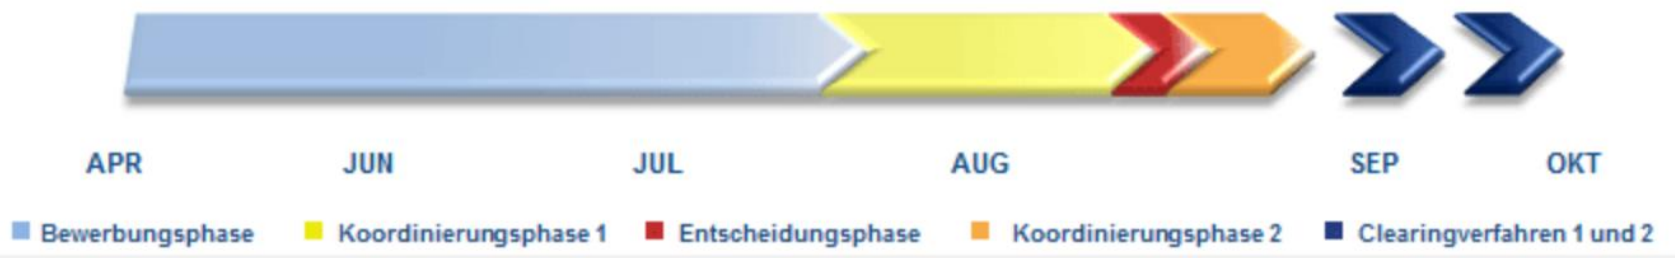 APR JUN JUL AUG SEP OKT
Bewerbungsphase Koordinierungsphase 1 Entscheidungsphase Koordinierungsphase 2 Clearingverfahren 1 und 2